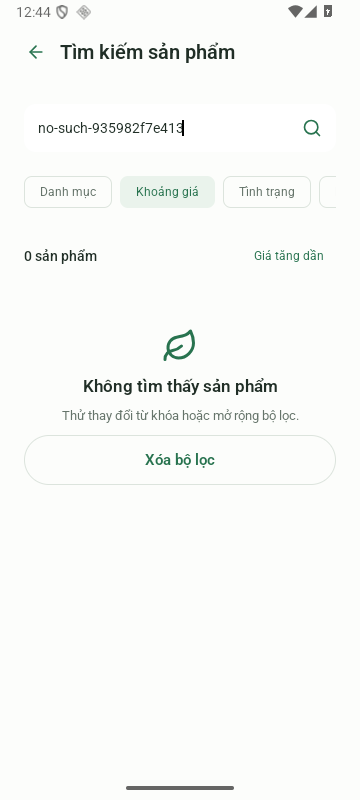 12:44
Tìm kiếm sản phẩm
no-such-935982f7e413
Danh mục
Khoảng giá
Tình trạng
0 sản phẩm
Giá tăng dần
Không tìm thấy sản phẩm
Thử thay đổi từ khóa hoặc mở rộng bộ lọc.
Xóa bộ lọc